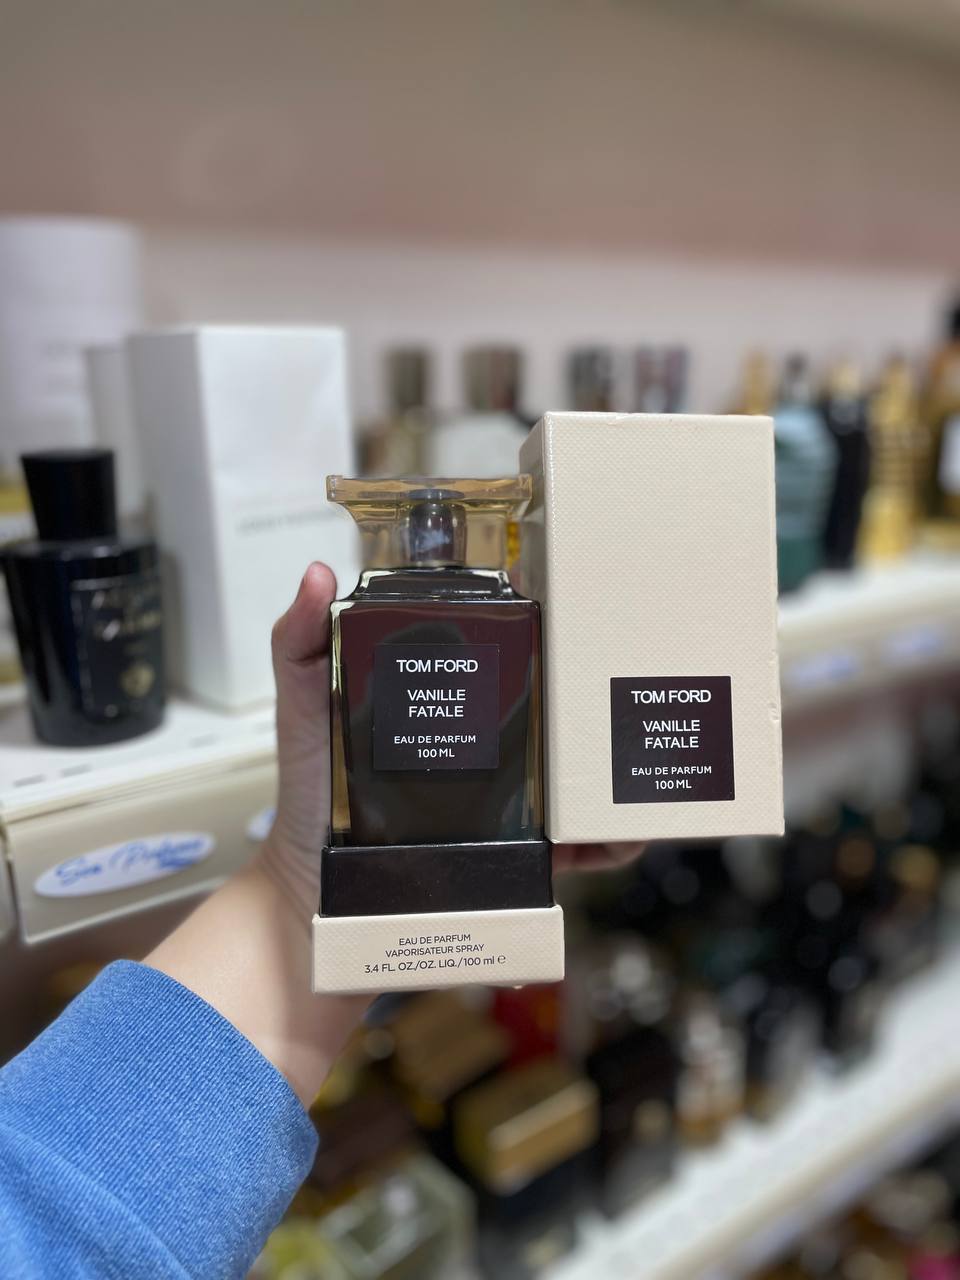 TOM FORD
VANILLE
FATALE
EAU DE PARFUM
100 ML
EAU DE PARFUM
VAPORISATEUR SPRAY
3.4 FL. OZ./OZ. LIQ./100 ml ℮
TOM FORD
VANILLE
FATALE
EAU DE PARFUM
100 ML